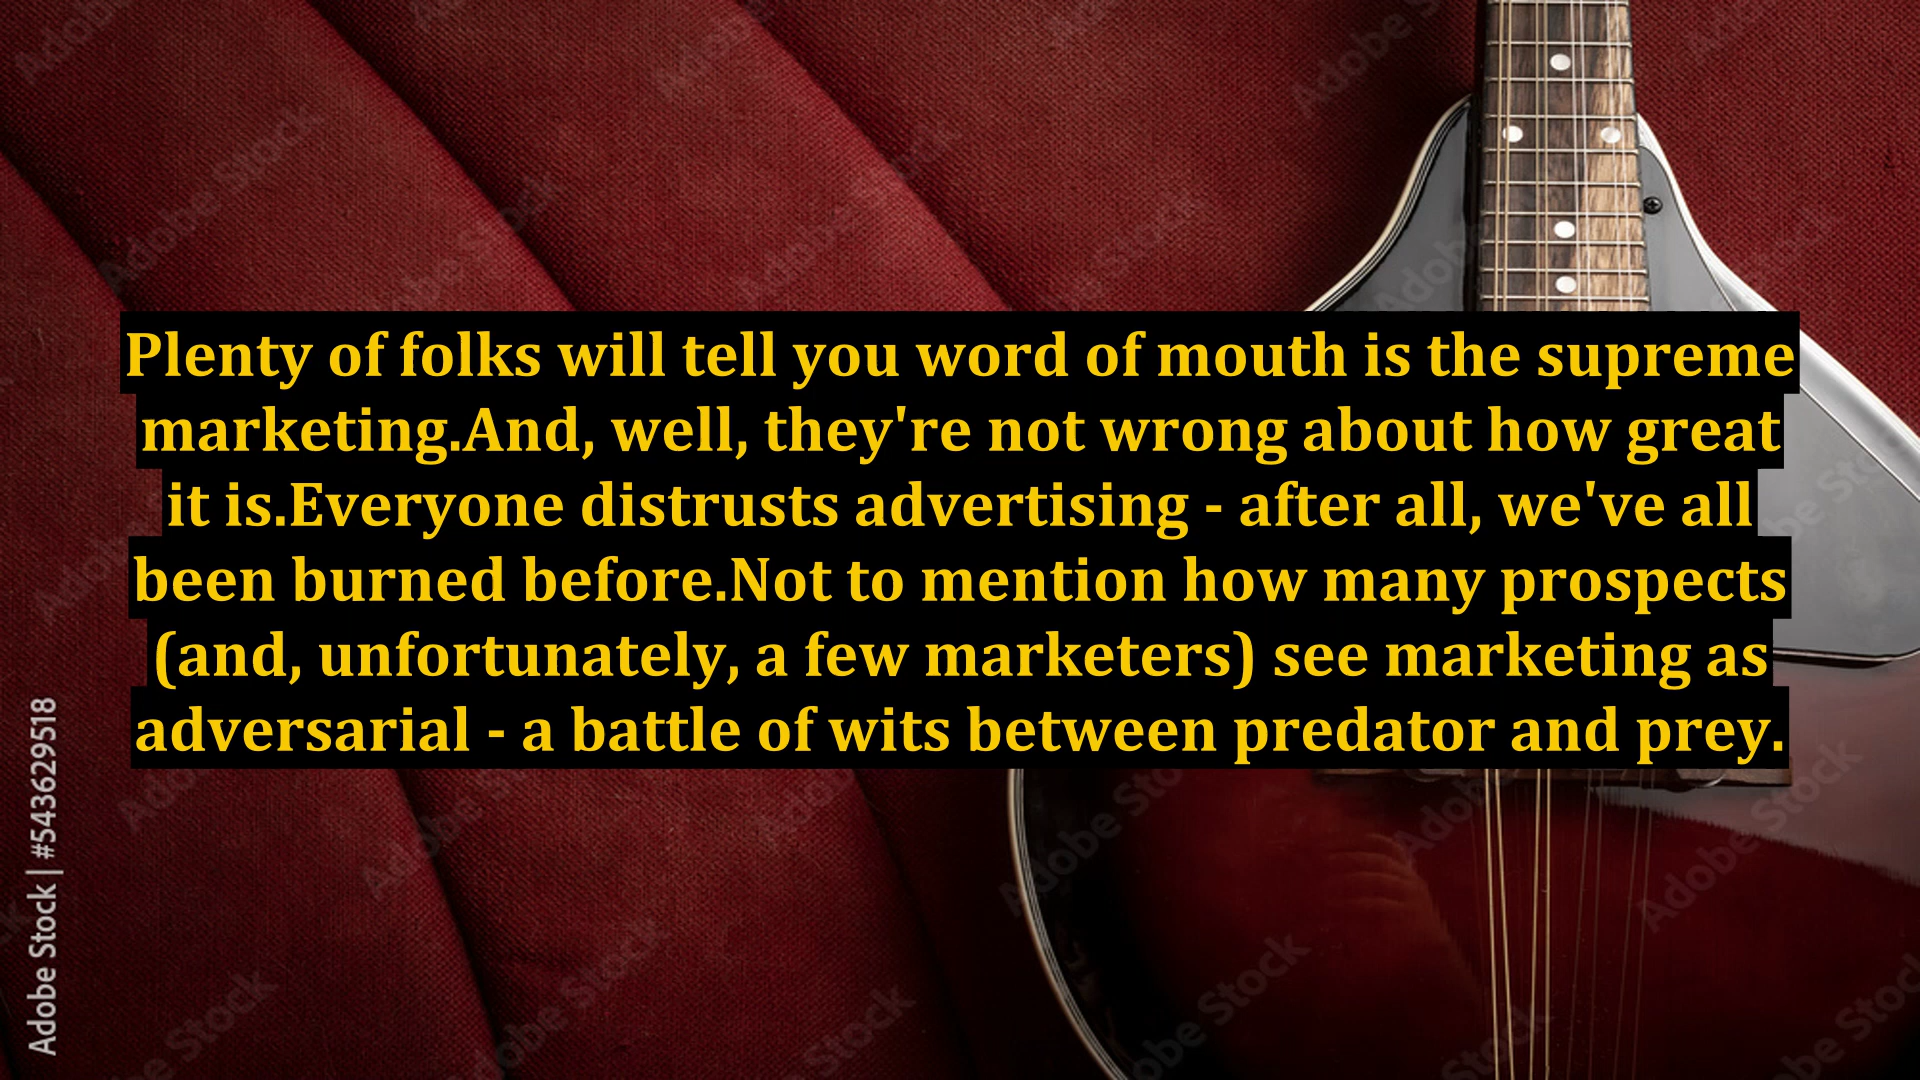 Plenty of folks will tell you word of mouth is the supreme
marketing.And, well, they're not wrong about how great
it is.Everyone distrusts advertising - after all, we've all
been burned before.Not to mention how many prospects
(and, unfortunately, a few marketers) see marketing as
adversarial - a battle of wits between predator and prey.
Adobe Stock | #543629518